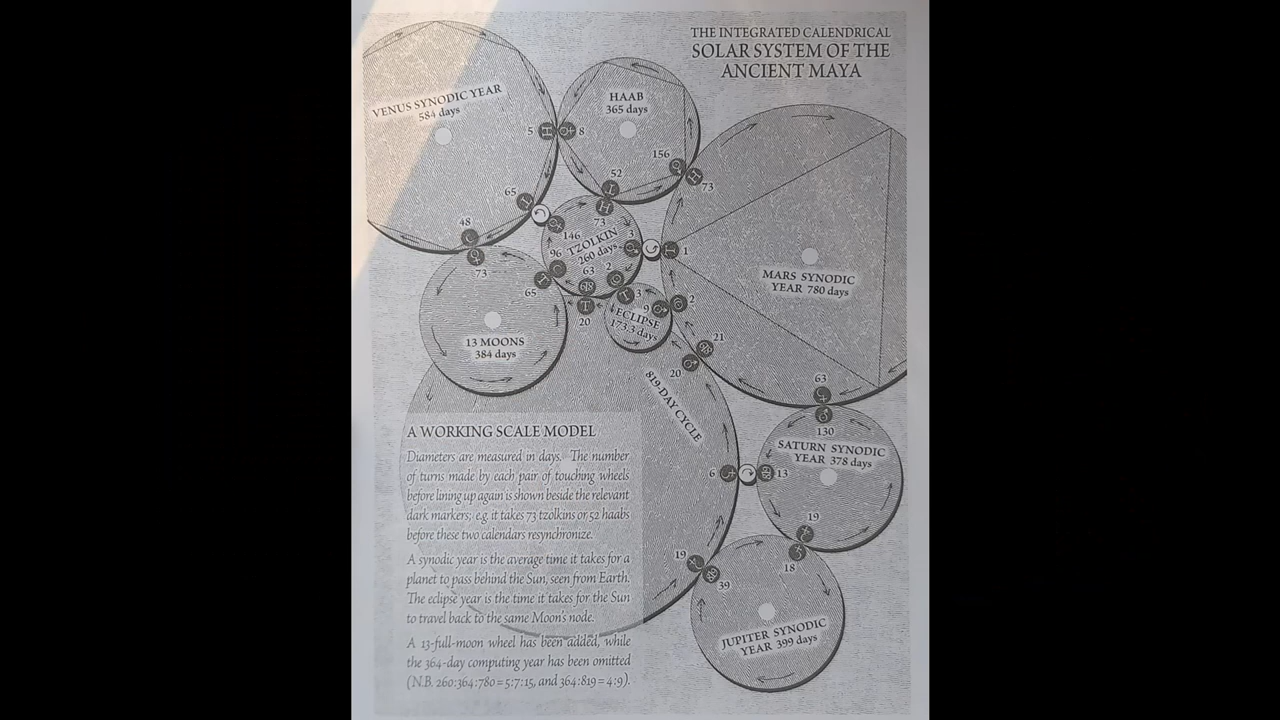 THE INTEGRATED CALENDRICAL
SOLAR SYSTEM OF THE
ANCIENT MAYA
VENUS SYNODIC YEAR
584 days
HAAB
365 days
5
8
156
73
52
65
73
48
73
146
TZOLKIN
260 days
3
1
96
63
2
65
20
3
9
2
ECLIPSE
173.3 days
MARS SYNODIC
YEAR 780 days
13 MOONS
384 days
21
20
819-DAY CYCLE
63
130
SATURN SYNODIC
YEAR 378 days
6
13
19
18
19
39
JUPITER SYNODIC
YEAR 399 days
A WORKING SCALE MODEL
Diameters are measured in days. The number
of turns made by each pair of touching wheels
before lining up again is shown beside the relevant
dark markers; e.g. it takes 73 tzolkins or 52 haabs
before these two calendars resynchronize.
A synodic year is the average time it takes for a
planet to pass behind the Sun, seen from Earth.
The eclipse year is the time it takes for the Sun
to travel back to the same Moon's node.
A 13-full-moon wheel has been added, while
the 364-day computing year has been omitted
(N.B. 260:364:780 = 5:7:15, and 364:819 = 4:9).